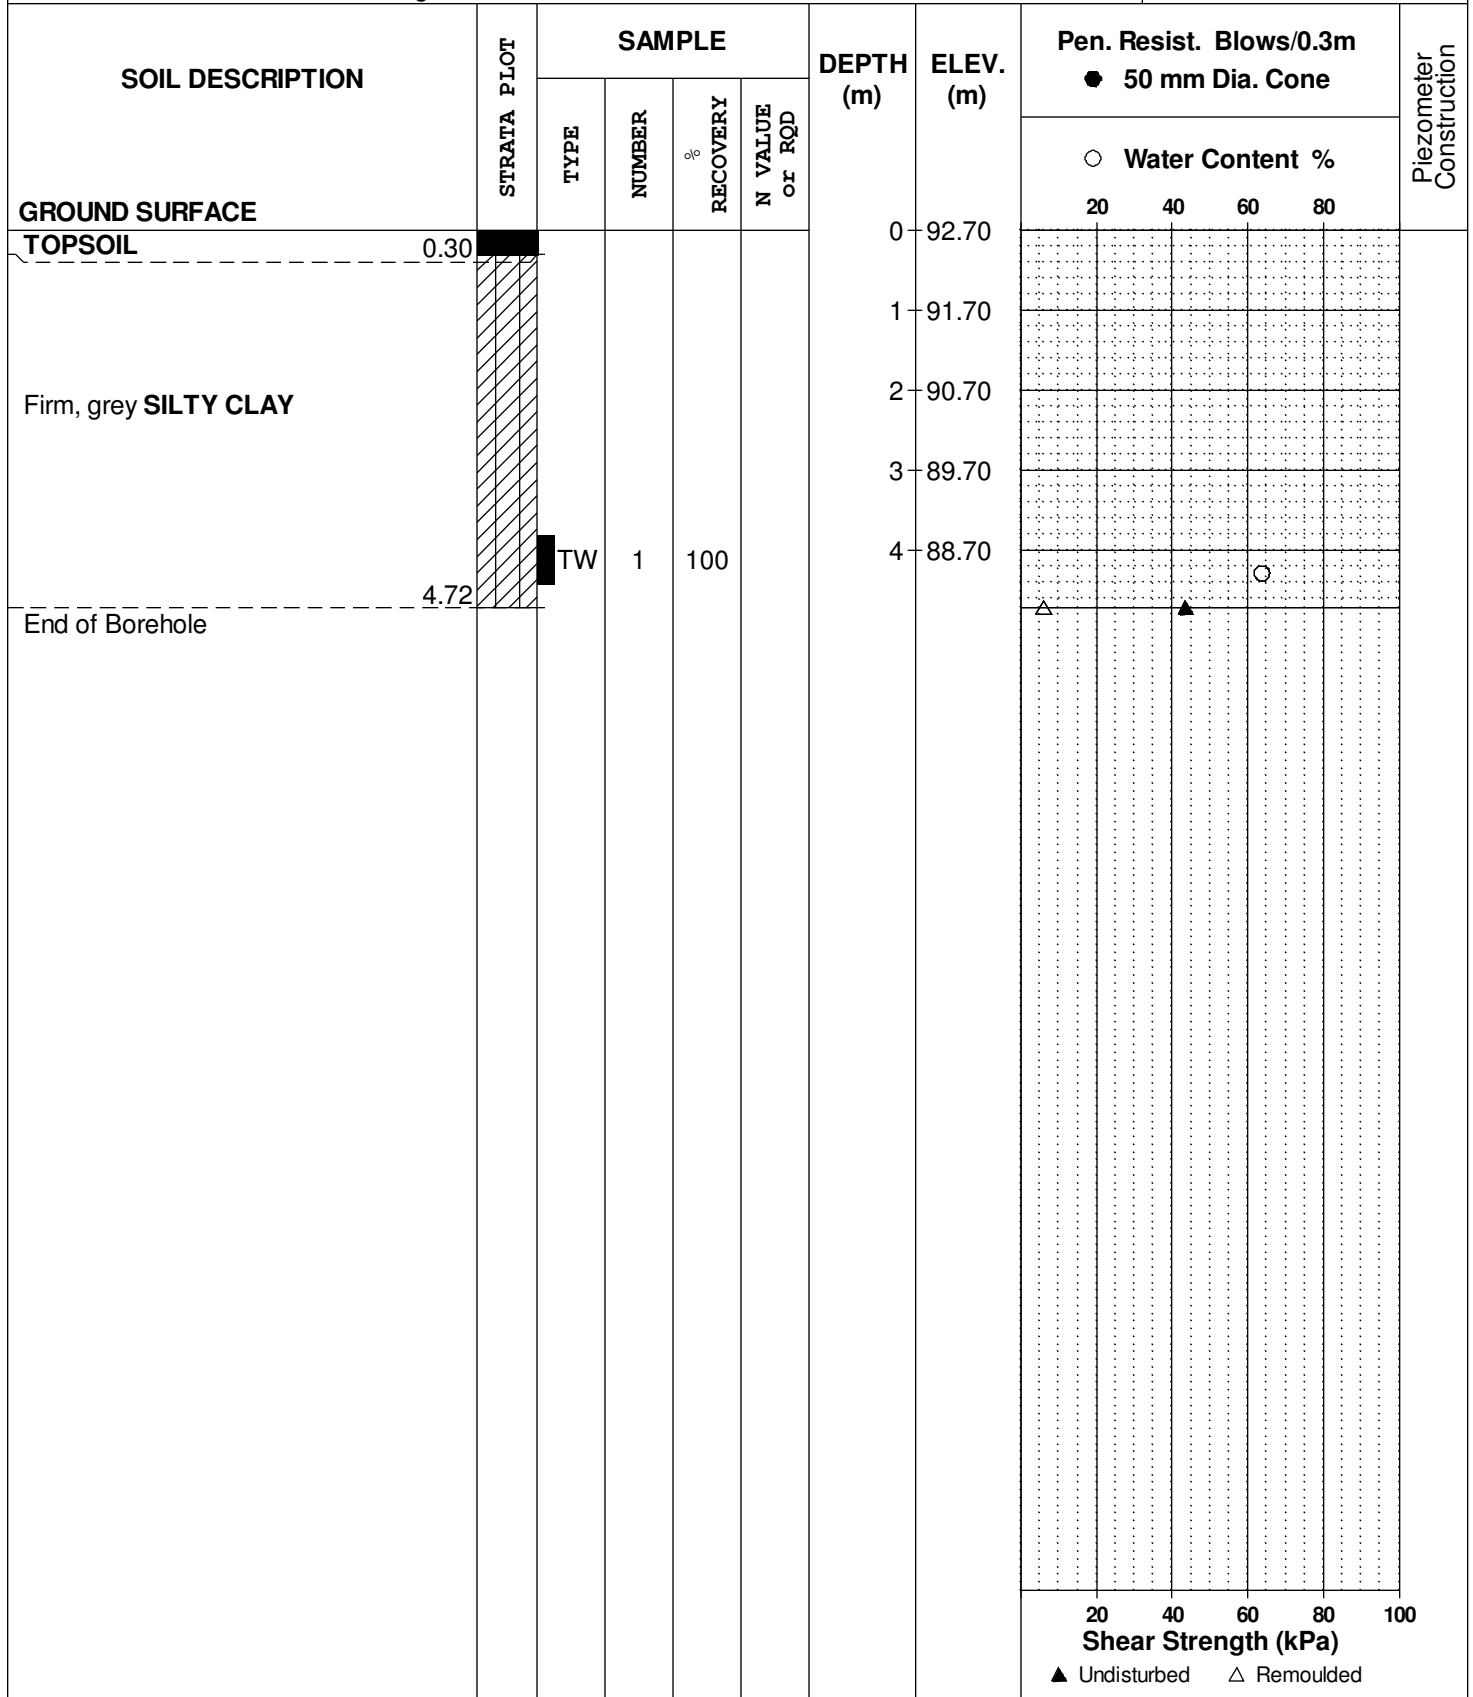 SOIL DESCRIPTION
GROUND SURFACE
STRATA PLOT
SAMPLE
TYPE
NUMBER
%
RECOVERY
N VALUE
or RQD
DEPTH
(m)
ELEV.
(m)
Pen. Resist. Blows/0.3m
● 50 mm Dia. Cone
○ Water Content %
20 40 60 80
Piezometer
Construction
TOPSOIL 0.30
0 92.70
1 91.70
Firm, grey SILTY CLAY
2 90.70
3 89.70
TW 1 100
4 88.70
4.72
End of Borehole
20 40 60 80 100
Shear Strength (kPa)
▲ Undisturbed △ Remoulded